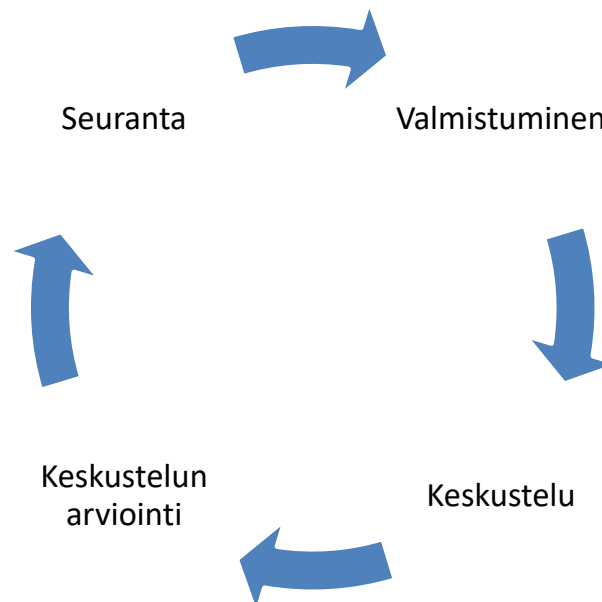 Seuranta
Valmistuminen
Keskustelun
arviointi
Keskustelu